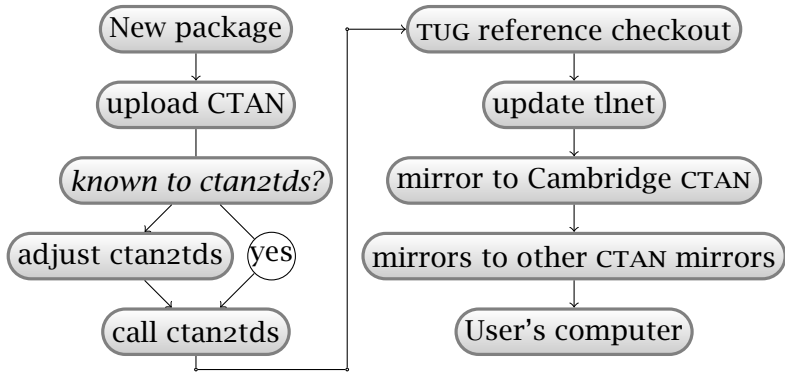 New package
upload CTAN
known to ctan2tds?
adjust ctan2tds
yes
call ctan2tds
TUG reference checkout
update tlnet
mirror to Cambridge CTAN
mirrors to other CTAN mirrors
User's computer